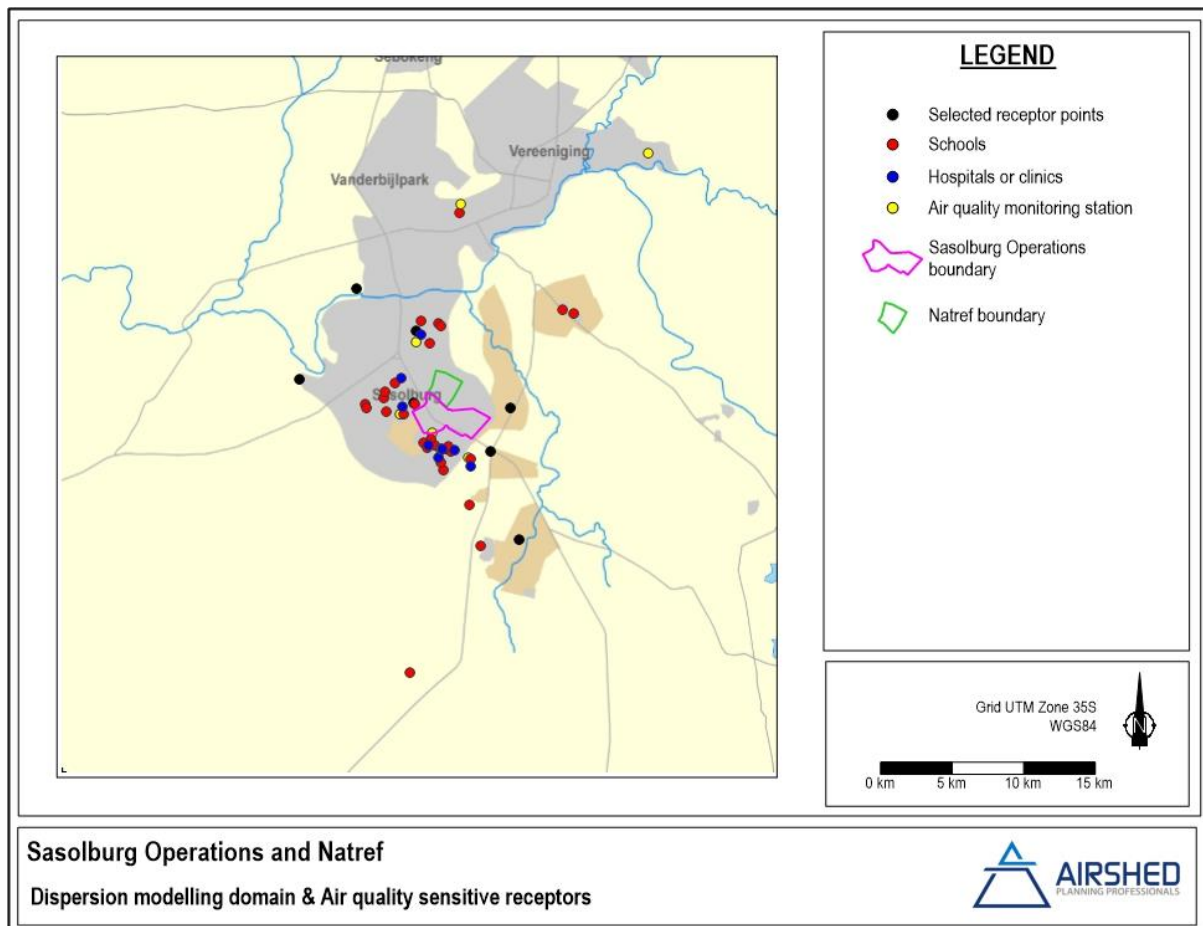 Sebokeng
Vereeniging
Vanderbijlpark
Sasolburg
LEGEND
Selected receptor points
Schools
Hospitals or clinics
Air quality monitoring station
Sasolburg Operations
boundary
Natref boundary
Grid UTM Zone 35S
WGS84
N
0 km 5 km 10 km 15 km
Sasolburg Operations and Natref
Dispersion modelling domain & Air quality sensitive receptors
AIRSHED
PLANNING PROFESSIONALS